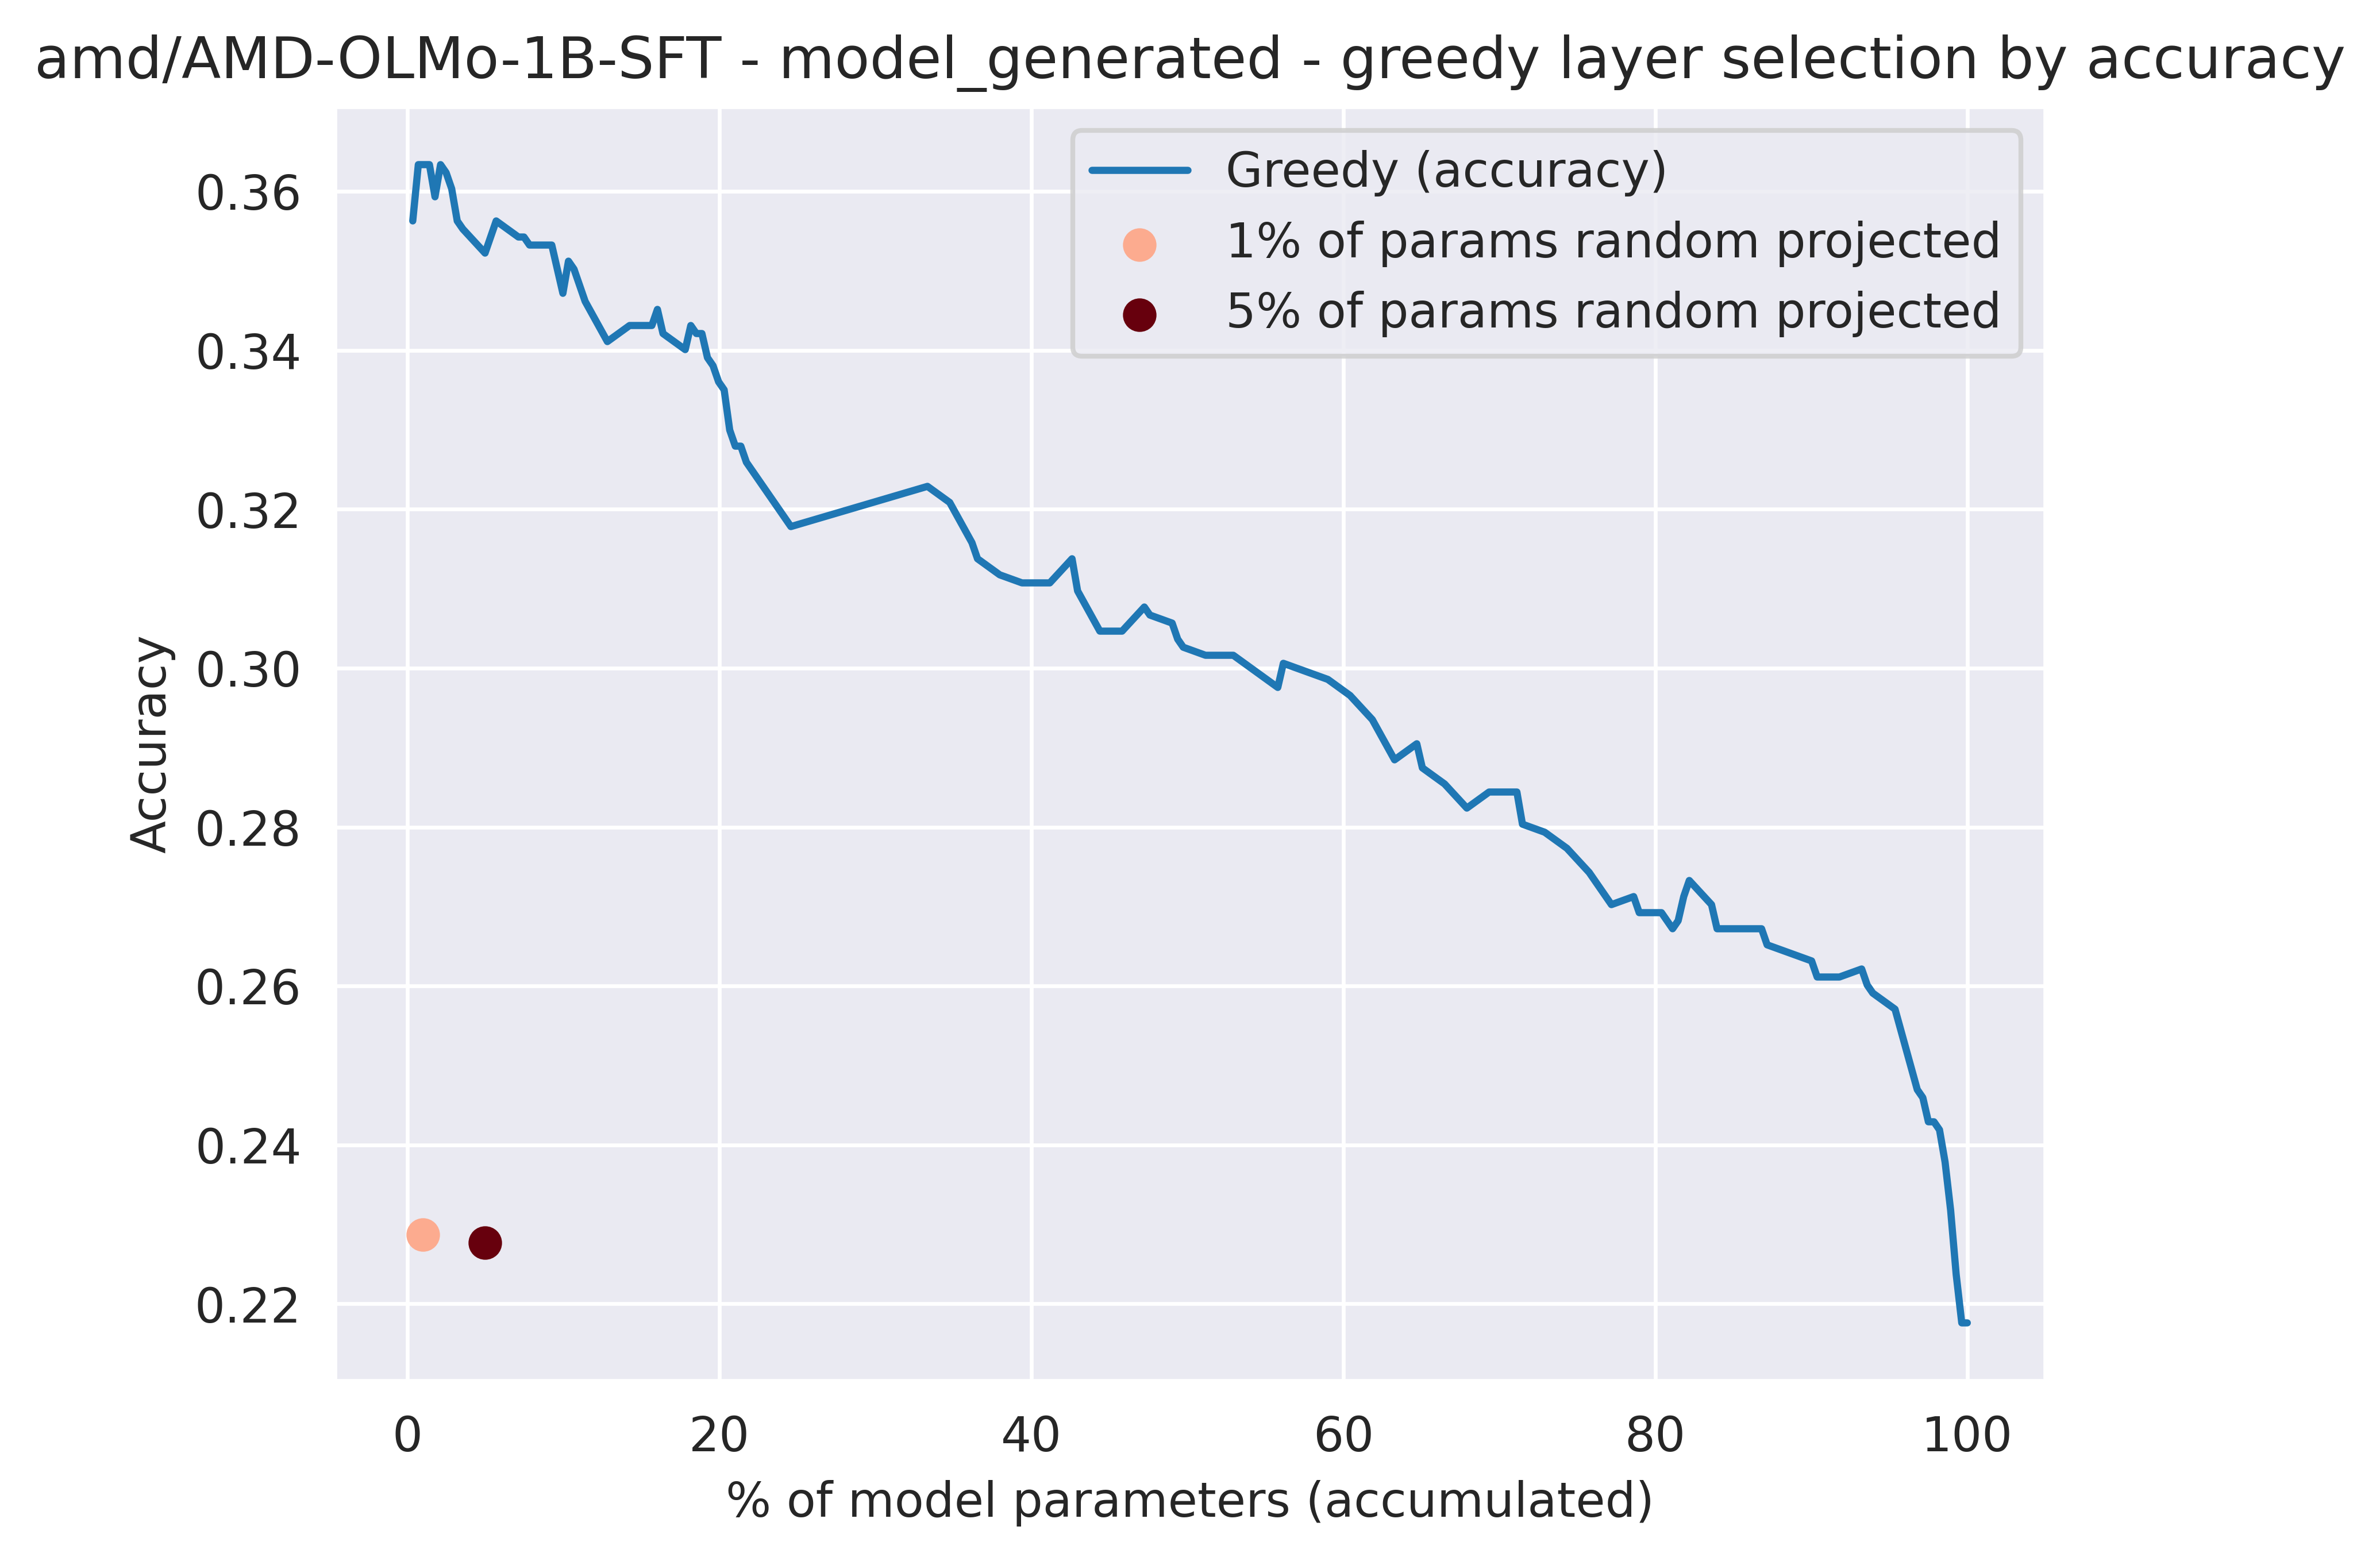 amd/AMD-OLMo-1B-SFT - model_generated - greedy layer selection by accuracy
Greedy (accuracy)
1% of params random projected
5% of params random projected
0.36
0.34
0.32
0.30
0.28
0.26
0.24
0.22
Accuracy
0 20 40 60 80 100
% of model parameters (accumulated)